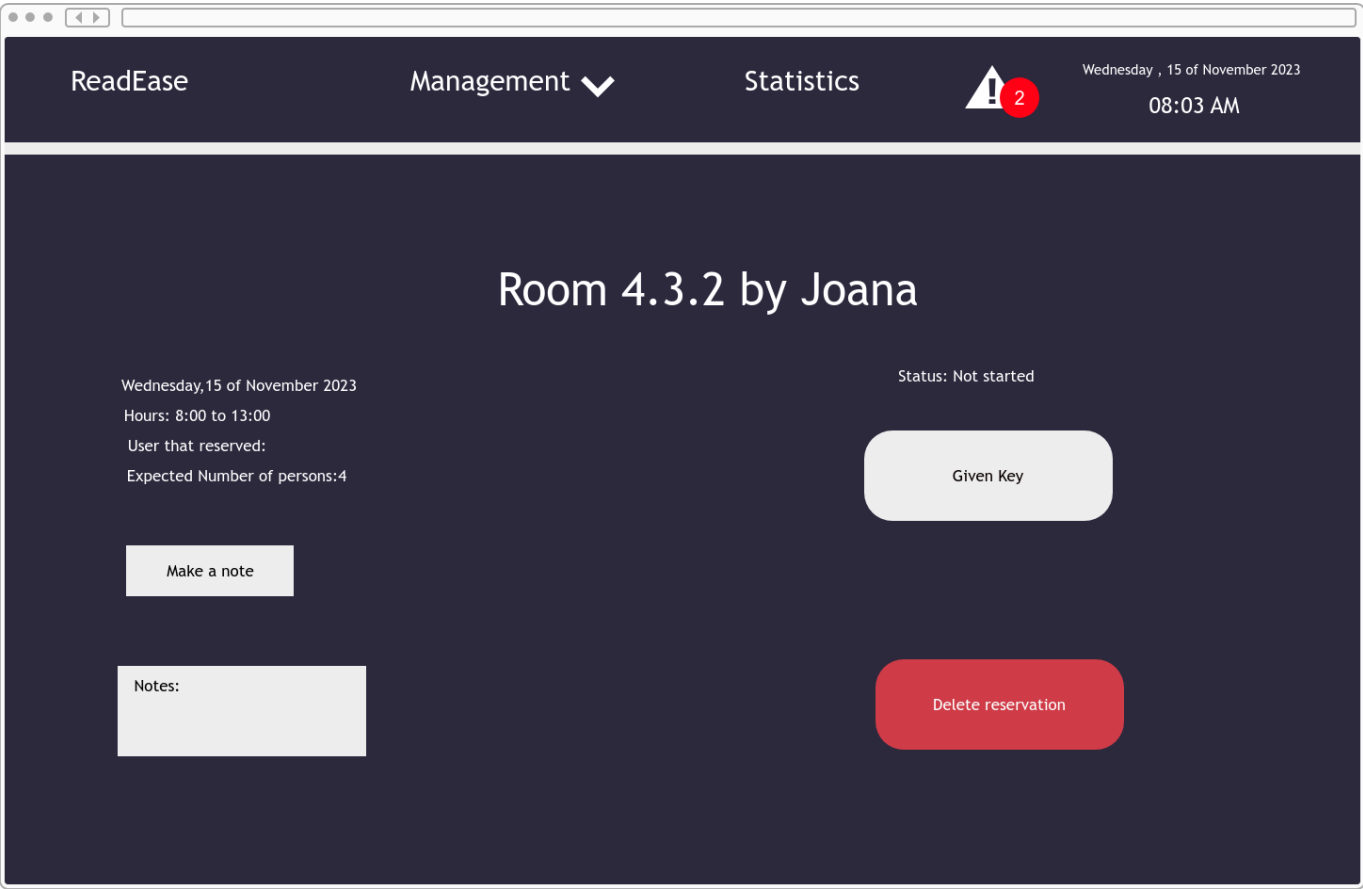 ReadEase
Management
Statistics
2
Wednesday , 15 of November 2023
08:03 AM
Room 4.3.2 by Joana
Wednesday,15 of November 2023
Hours: 8:00 to 13:00
User that reserved:
Expected Number of persons:4
Make a note
Notes:
Status: Not started
Given Key
Delete reservation